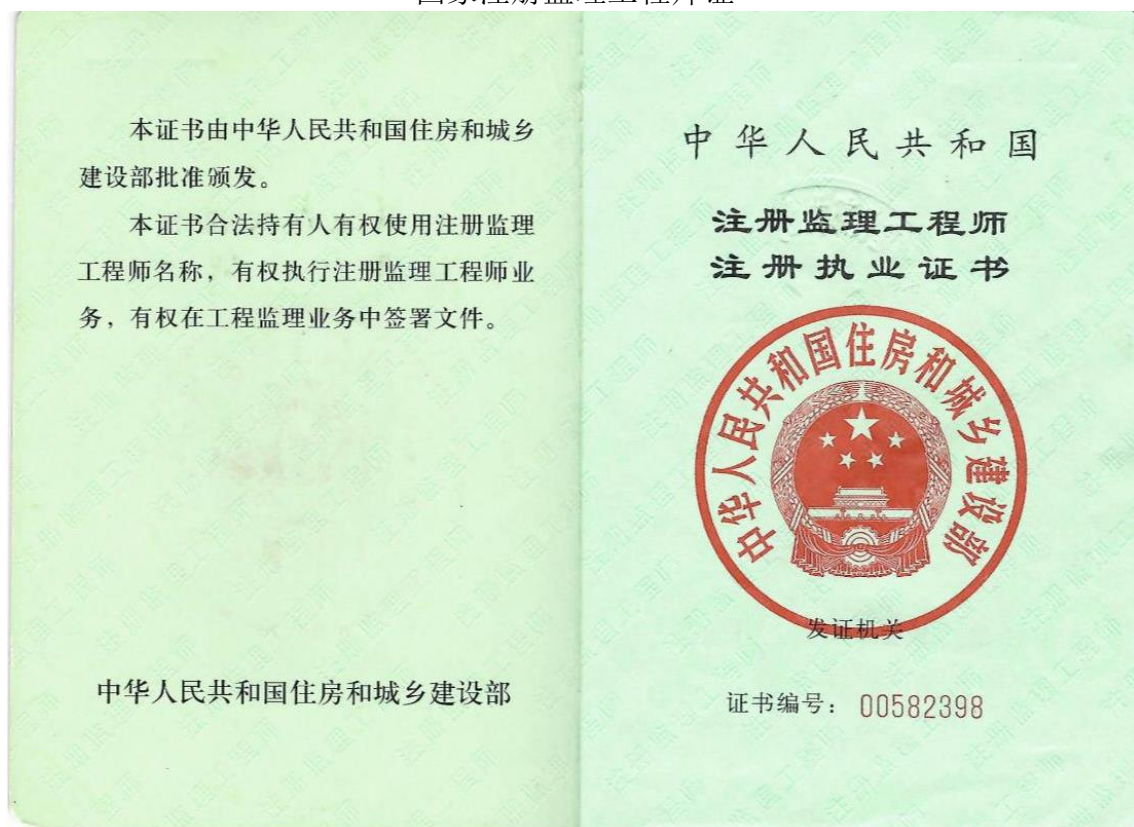 本证书由中华人民共和国住房和城乡
建设部批准颁发。
本证书合法持有人有权使用注册监理
工程师名称，有权执行注册监理工程师业
务，有权在工程监理业务中签署文件。
中华人民共和国住房和城乡建设部
中华人民共和国
注册监理工程师
注册执业证书
中华人民共和国住房和城乡建设部
发证机关
证书编号：00582398